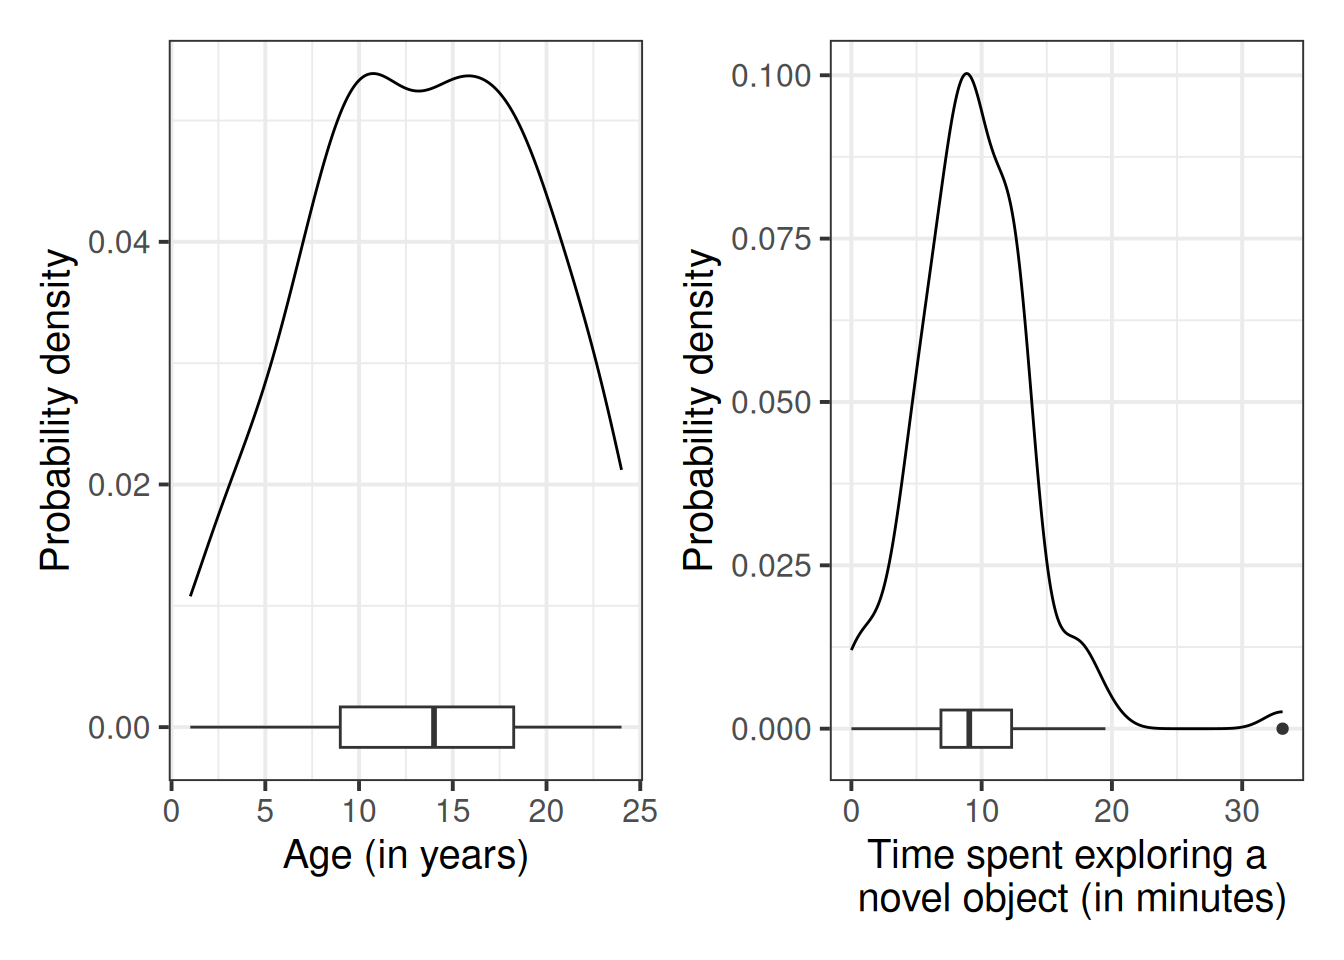 Probability density
0.04
0.02
0.00
0 5 10 15 20 25
Age (in years)
Probability density
0.100
0.075
0.050
0.025
0.000
0 10 20 30
Time spent exploring a
novel object (in minutes)